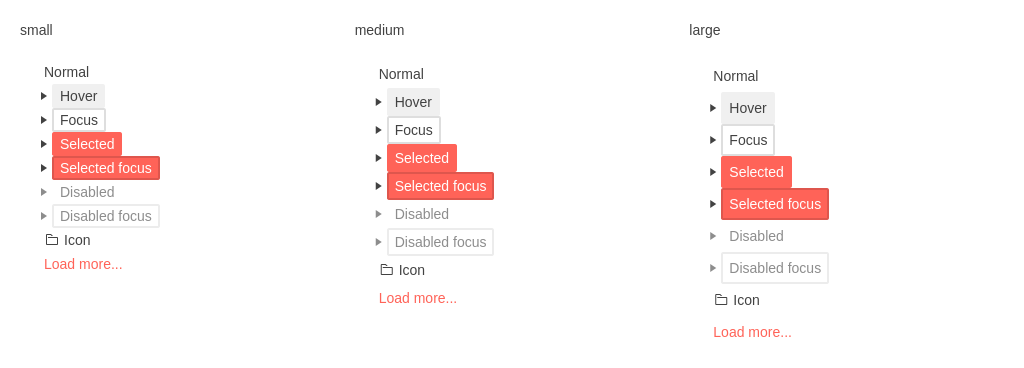 small
Normal
Hover
Focus
Selected
Selected focus
Disabled
Disabled focus
Icon
Load more...
medium
Normal
Hover
Focus
Selected
Selected focus
Disabled
Disabled focus
Icon
Load more...
large
Normal
Hover
Focus
Selected
Selected focus
Disabled
Disabled focus
Icon
Load more...